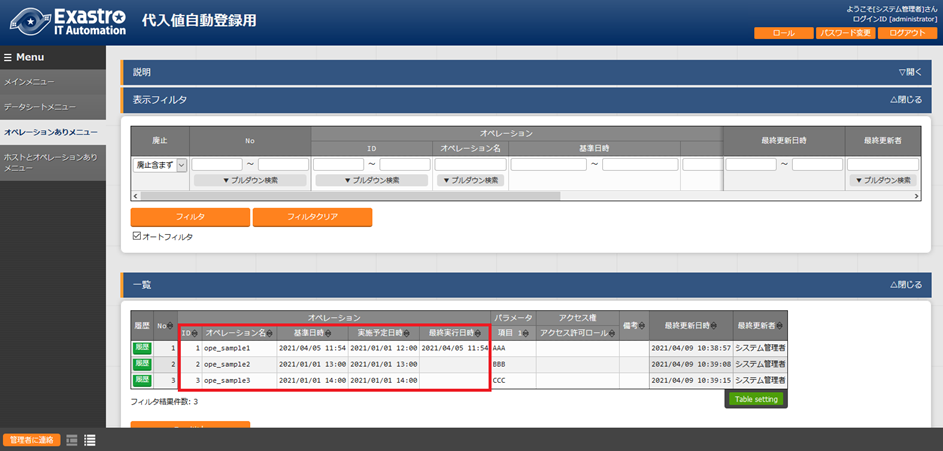 Exastro
IT Automation
代入値自動登録用
ようこそ[システム管理者]さん
ログインID [administrator]
ロール
パスワード変更
ログアウト
Menu
メインメニュー
データシートメニュー
オペレーションありメニュー
ホストとオペレーションあり
メニュー
説明
▽開く
表示フィルタ
△閉じる
廃止 No オペレーション 最終更新日時 最終更新者
ID オペレーション名 基準日時
廃止含まず ～ ～ ～ ～
▼ プルダウン検索 ▼ プルダウン検索 ▼ プルダウン検索 ▼ プルダウン検索
フィルタ
フィルタクリア
オートフィルタ
一覧
△閉じる
履歴 No オペレーション パラメータ アクセス権 備考 最終更新日時 最終更新者
ID オペレーション名 基準日時 実施予定日時 最終実行日時 項目 1 アクセス許可ロール
履歴 1 1 ope_sample1 2021/04/05 11:54 2021/01/01 12:00 2021/04/05 11:54 AAA 2021/04/09 10:38:57 システム管理者
履歴 2 2 ope_sample2 2021/01/01 13:00 2021/01/01 13:00 BBB 2021/04/09 10:39:08 システム管理者
履歴 3 3 ope_sample3 2021/01/01 14:00 2021/01/01 14:00 CCC 2021/04/09 10:39:15 システム管理者
フィルタ結果件数: 3
Table setting
管理者に連絡